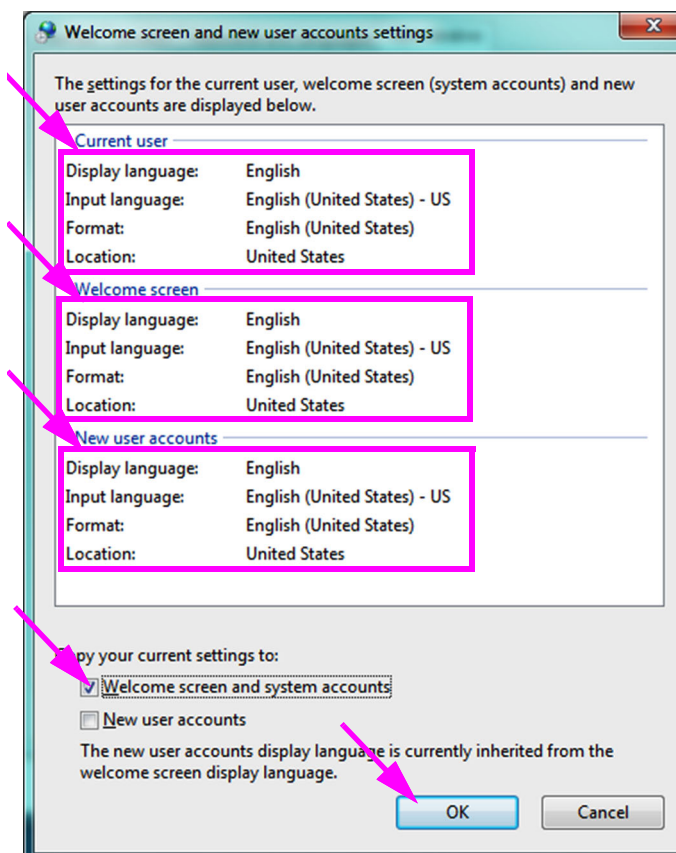 Welcome screen and new user accounts settings
The settings for the current user, welcome screen (system accounts) and new
user accounts are displayed below.
Current user
Display language: English
Input language: English (United States) - US
Format: English (United States)
Location: United States
Welcome screen
Display language: English
Input language: English (United States) - US
Format: English (United States)
Location: United States
New user accounts
Display language: English
Input language: English (United States) - US
Format: English (United States)
Location: United States
Copy your current settings to:
Welcome screen and system accounts
New user accounts
The new user accounts display language is currently inherited from the
welcome screen display language.
OK Cancel